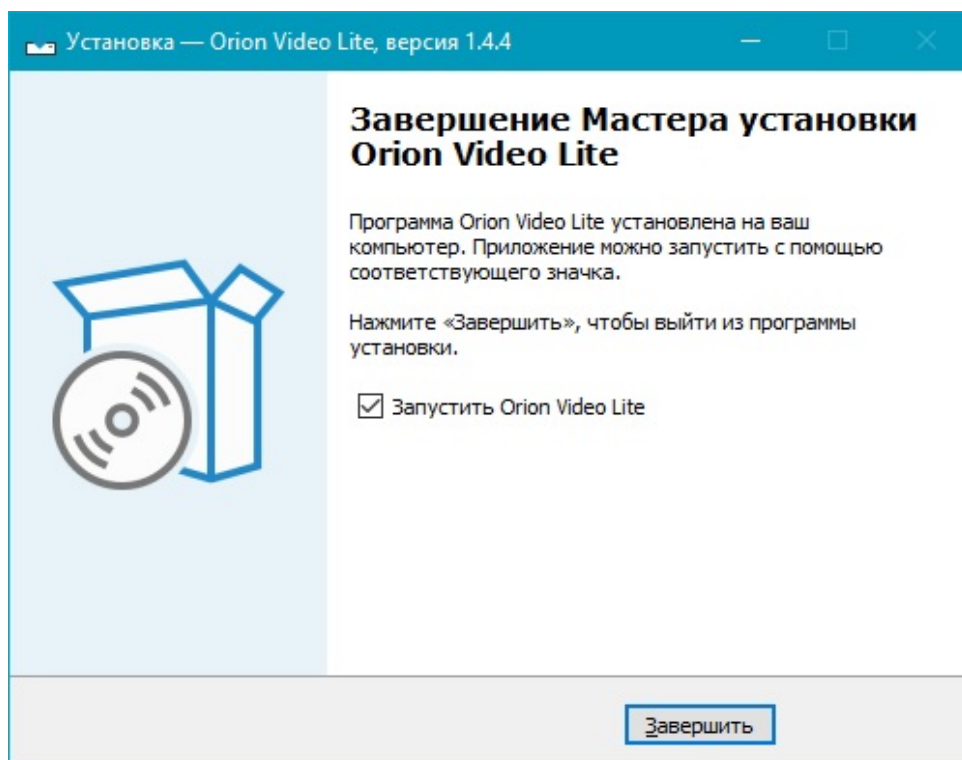 Установка — Orion Video Lite, версия 1.4.4
Завершение Мастера установки
Orion Video Lite
Программа Orion Video Lite установлена на ваш
компьютер. Приложение можно запустить с помощью
соответствующего значка.
Нажмите «Завершить», чтобы выйти из программы
установки.
Запустить Orion Video Lite
Завершить